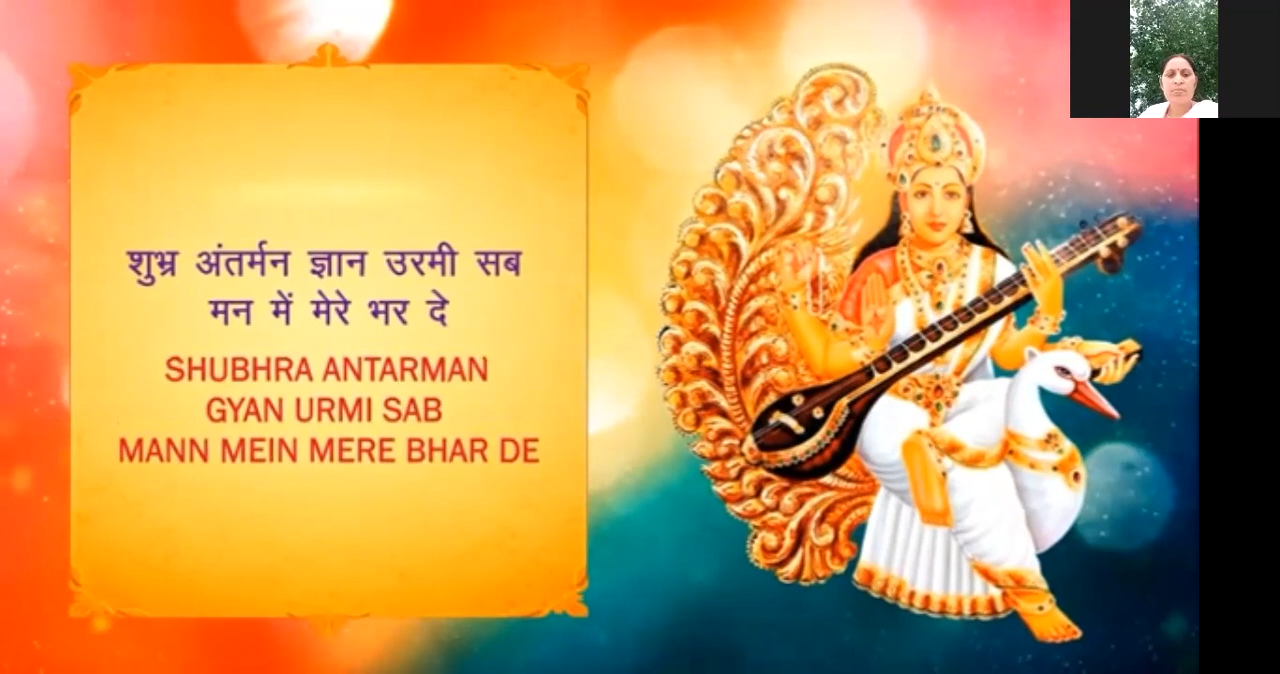 शुभ्र अंतर्मन ज्ञान उरमी सब
मन में मेरे भर दे
SHUBHRA ANTARMAN
GYAN URMI SAB
MANN MEIN MERE BHAR DE